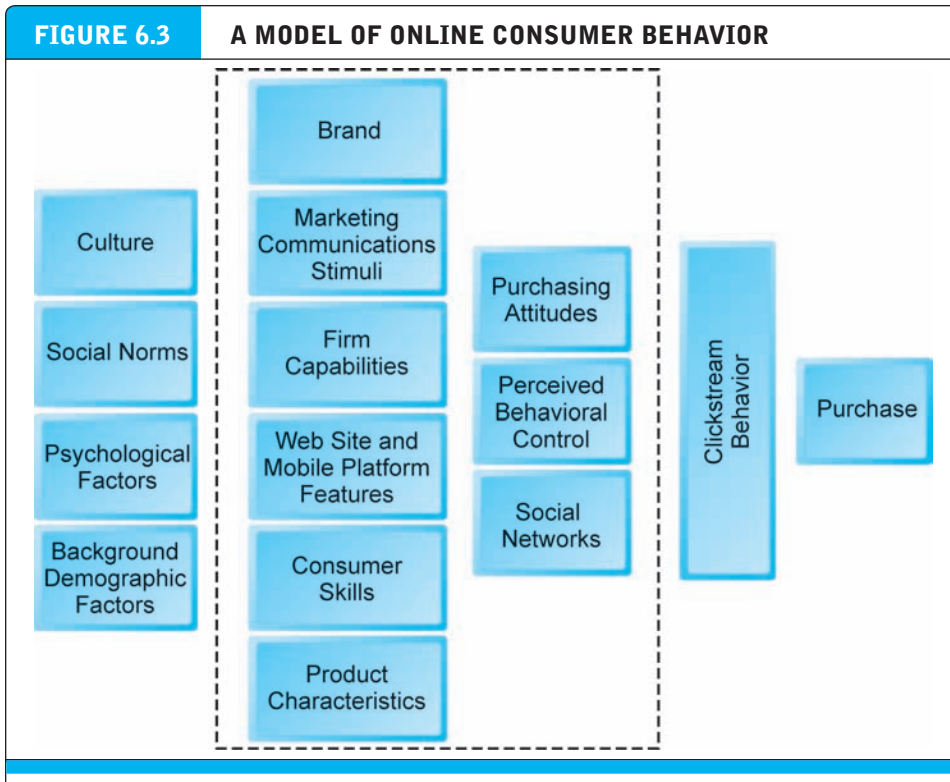 FIGURE 6.3 A MODEL OF ONLINE CONSUMER BEHAVIOR
Culture
Social Norms
Psychological
Factors
Background
Demographic
Factors
Brand
Marketing
Communications
Stimuli
Firm
Capabilities
Web Site and
Mobile Platform
Features
Consumer
Skills
Product
Characteristics
Purchasing
Attitudes
Perceived
Behavioral
Control
Social
Networks
Clickstream
Behavior
Purchase